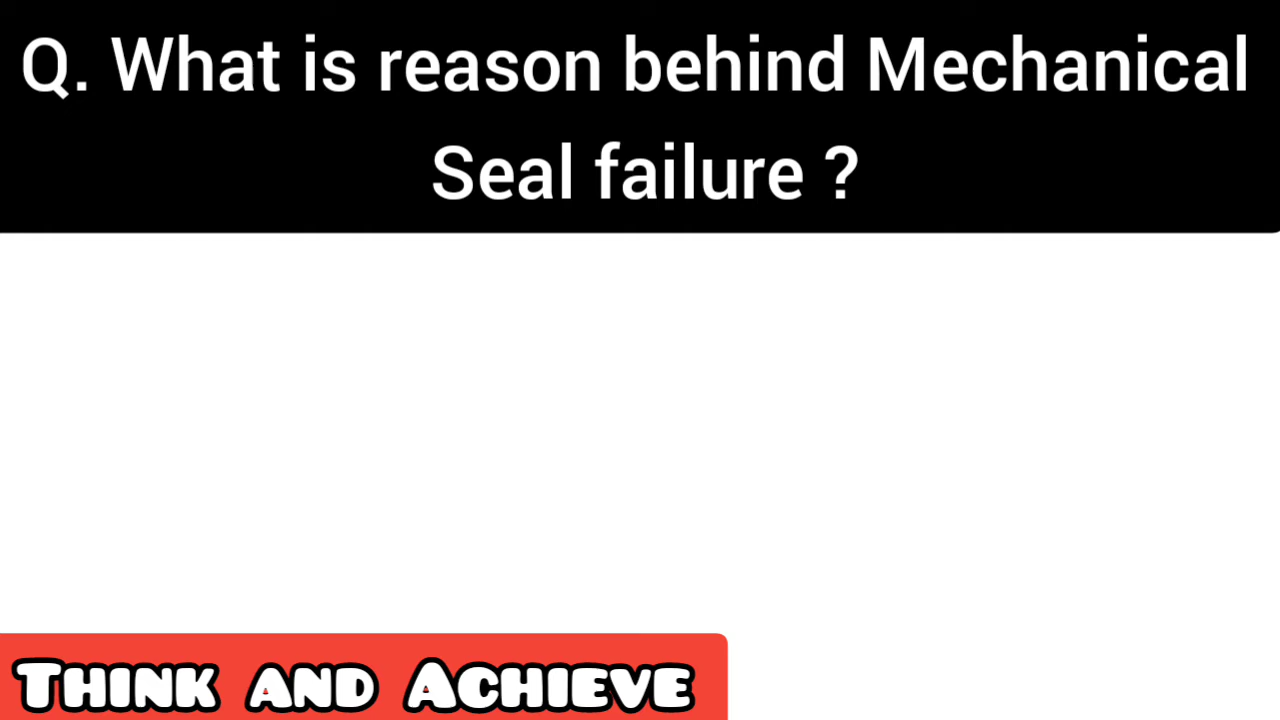 Q. What is reason behind Mechanical
Seal failure ?
THINK AND ACHIEVE